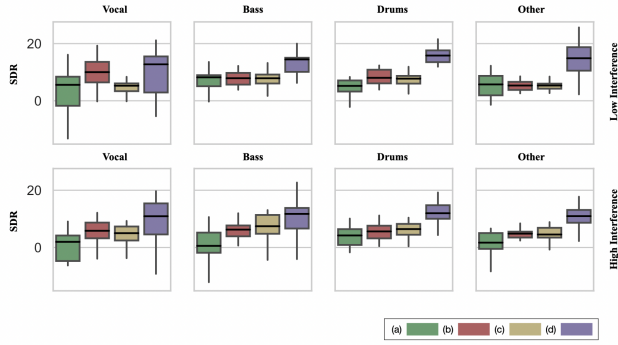 Vocal Bass Drums Other
SDR
20
0
Low Interference
Vocal Bass Drums Other
SDR
20
0
High Interference
(a) (b) (c) (d)